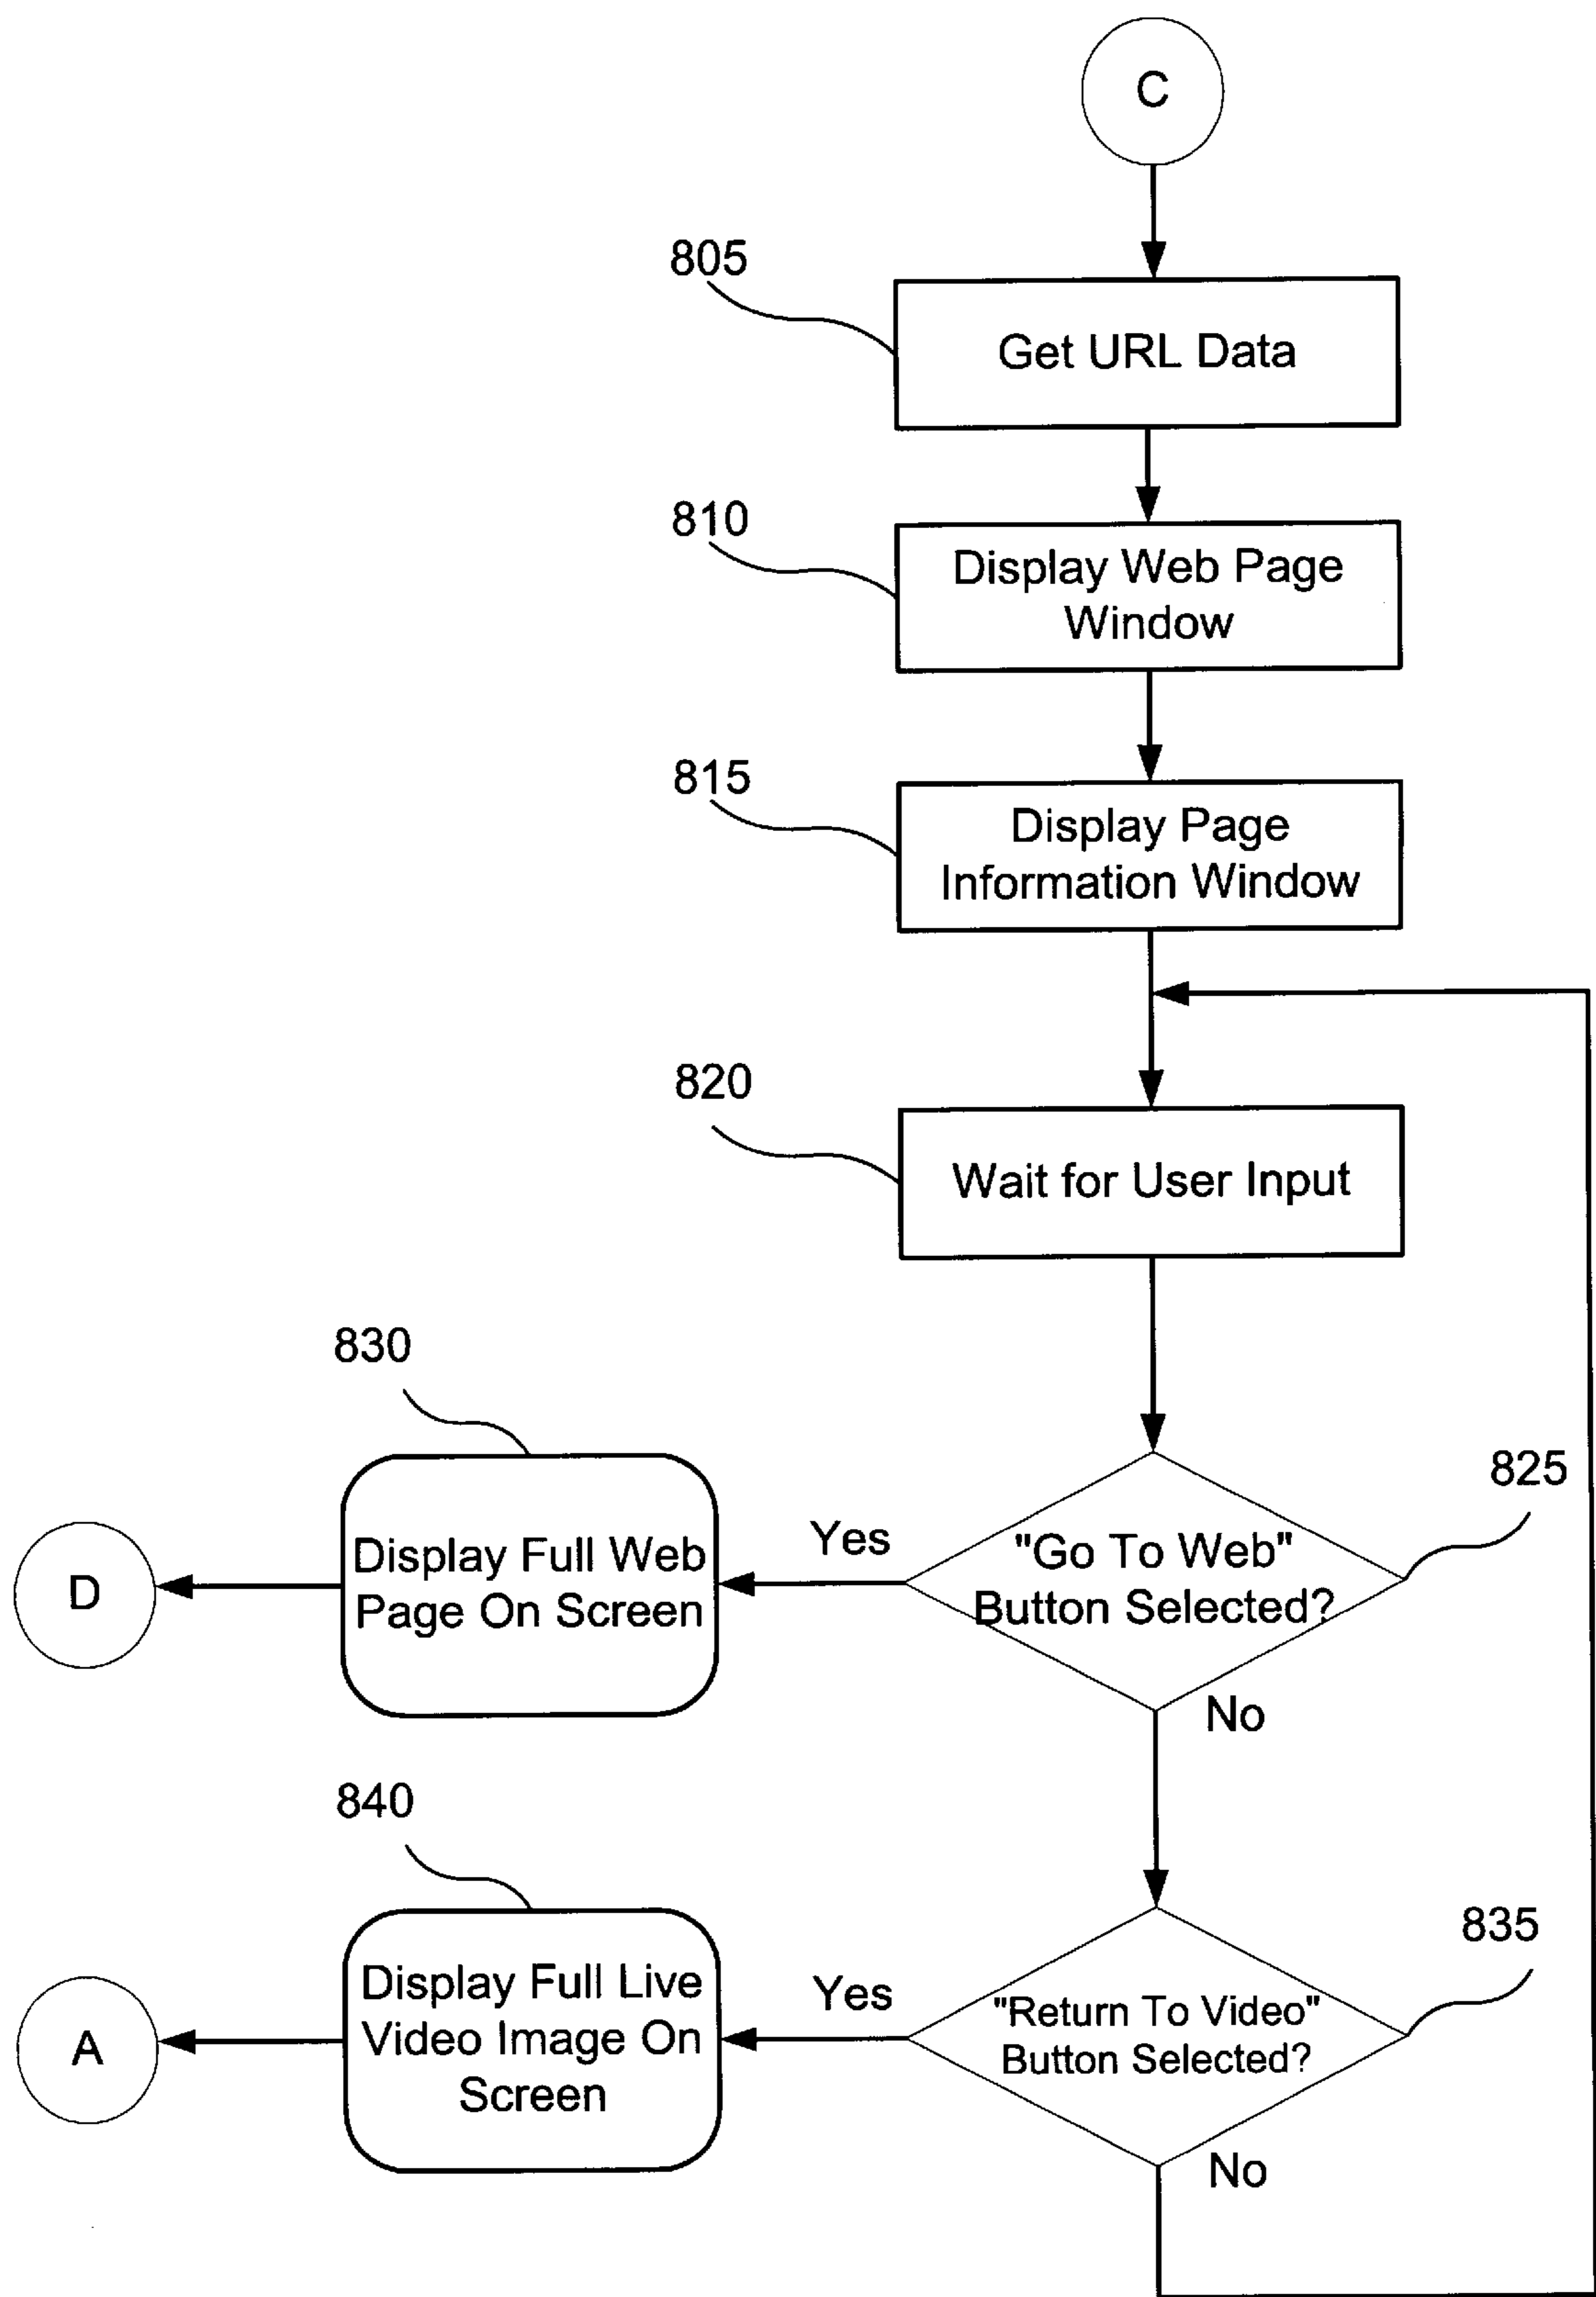 C
805
Get URL Data
810
Display Web Page
Window
815
Display Page
Information Window
820
Wait for User Input
830
825
Display Full Web
Page On Screen
Yes
"Go To Web"
Button Selected?
D
No
840
835
Display Full Live
Video Image On
Screen
Yes
"Return To Video"
Button Selected?
A
No